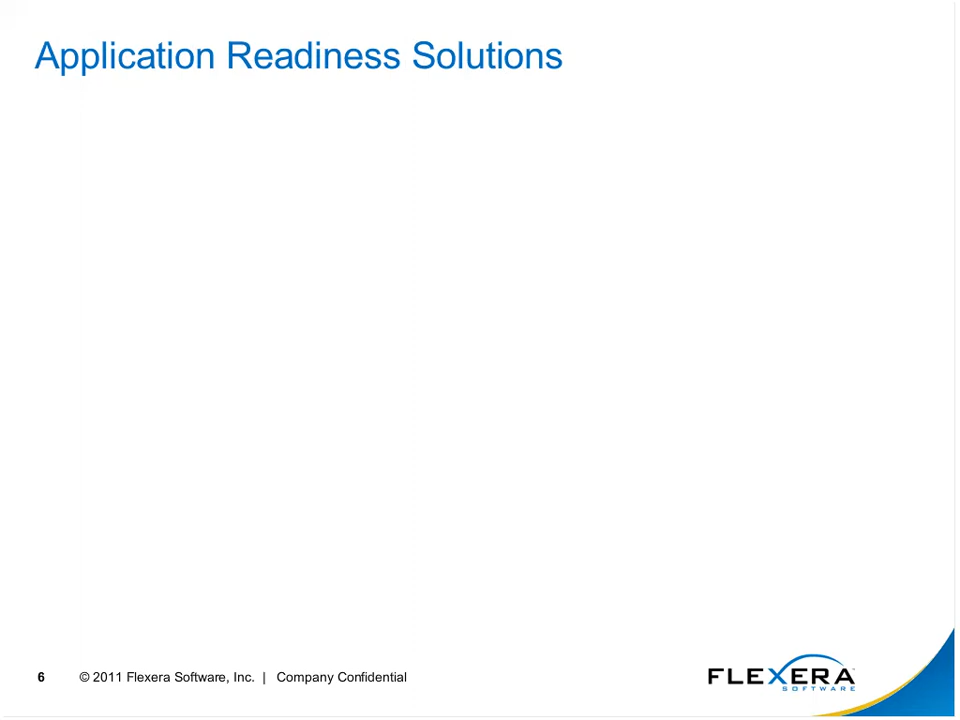 Application Readiness Solutions
6 © 2011 Flexera Software, Inc. | Company Confidential
FLEXERA
SOFTWARE